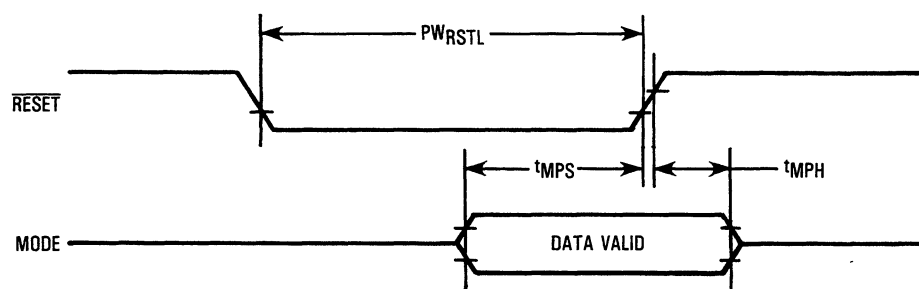 PWRSTL
RESET
tMPS
tMPH
MODE
DATA VALID